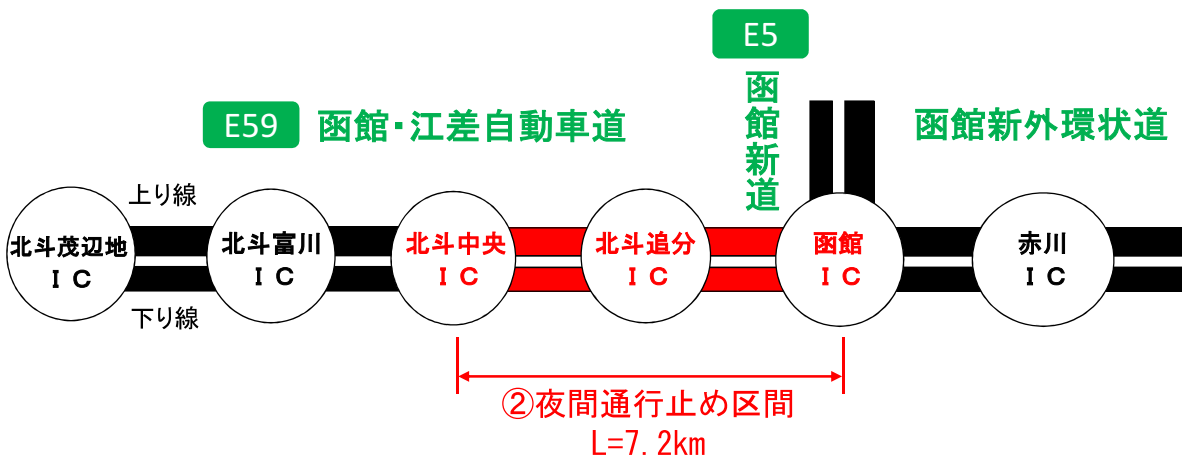 E5
函館新道
E59 函館・江差自動車道
函館新外環状道
上り線
北斗茂辺地
ＩＣ
北斗富川
ＩＣ
北斗中央
ＩＣ
北斗追分
ＩＣ
函館
ＩＣ
赤川
ＩＣ
下り線
②夜間通行止め区間
L=7.2km